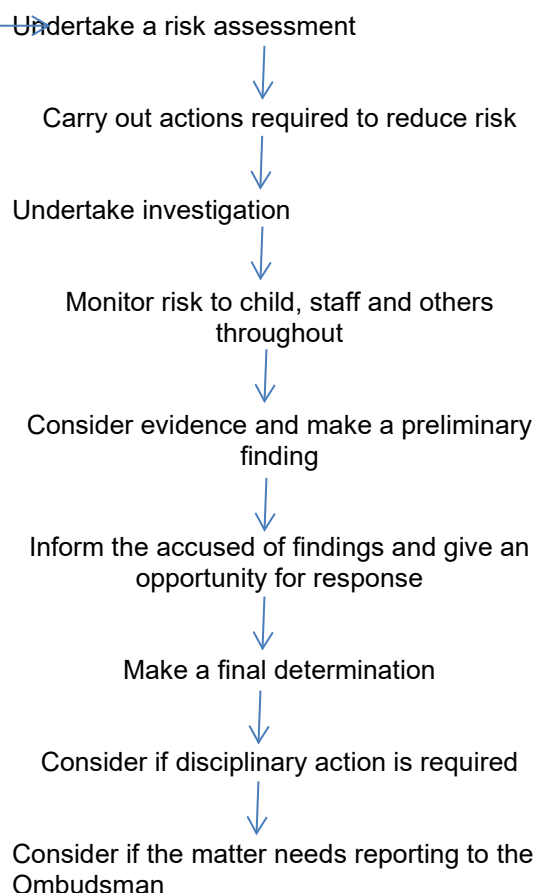 Undertake a risk assessment
Carry out actions required to reduce risk
Undertake investigation
Monitor risk to child, staff and others
throughout
Consider evidence and make a preliminary
finding
Inform the accused of findings and give an
opportunity for response
Make a final determination
Consider if disciplinary action is required
Consider if the matter needs reporting to the
Ombudsman